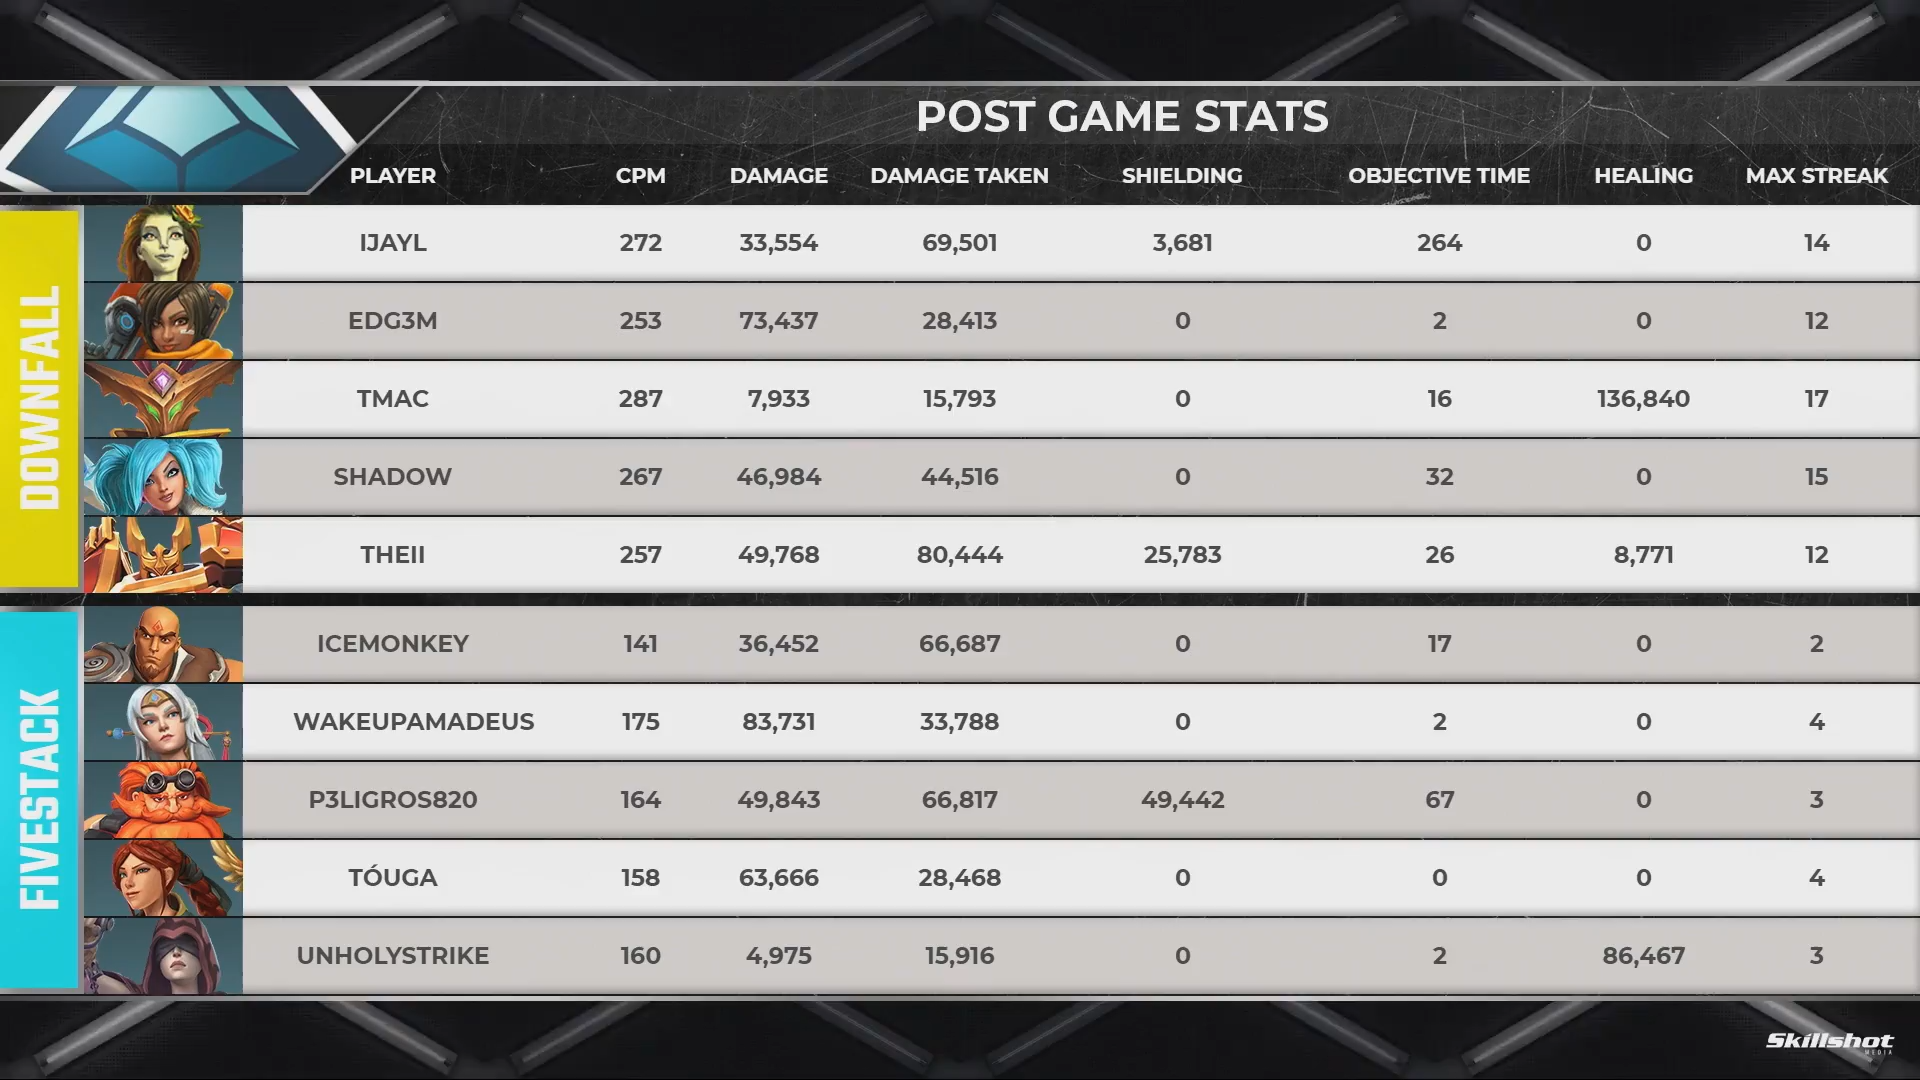 POST GAME STATS
PLAYER CPM DAMAGE DAMAGE TAKEN SHIELDING OBJECTIVE TIME HEALING MAX STREAK
DOWNFALL
IJAYL 272 33,554 69,501 3,681 264 0 14
EDG3M 253 73,437 28,413 0 2 0 12
TMAC 287 7,933 15,793 0 16 136,840 17
SHADOW 267 46,984 44,516 0 32 0 15
THEII 257 49,768 80,444 25,783 26 8,771 12
FIVESTACK
ICEMONKEY 141 36,452 66,687 0 17 0 2
WAKEUPAMADEUS 175 83,731 33,788 0 2 0 4
P3LIGROS820 164 49,843 66,817 49,442 67 0 3
TÓUGA 158 63,666 28,468 0 0 0 4
UNHOLYSTRIKE 160 4,975 15,916 0 2 86,467 3
Skillshot
MEDIA